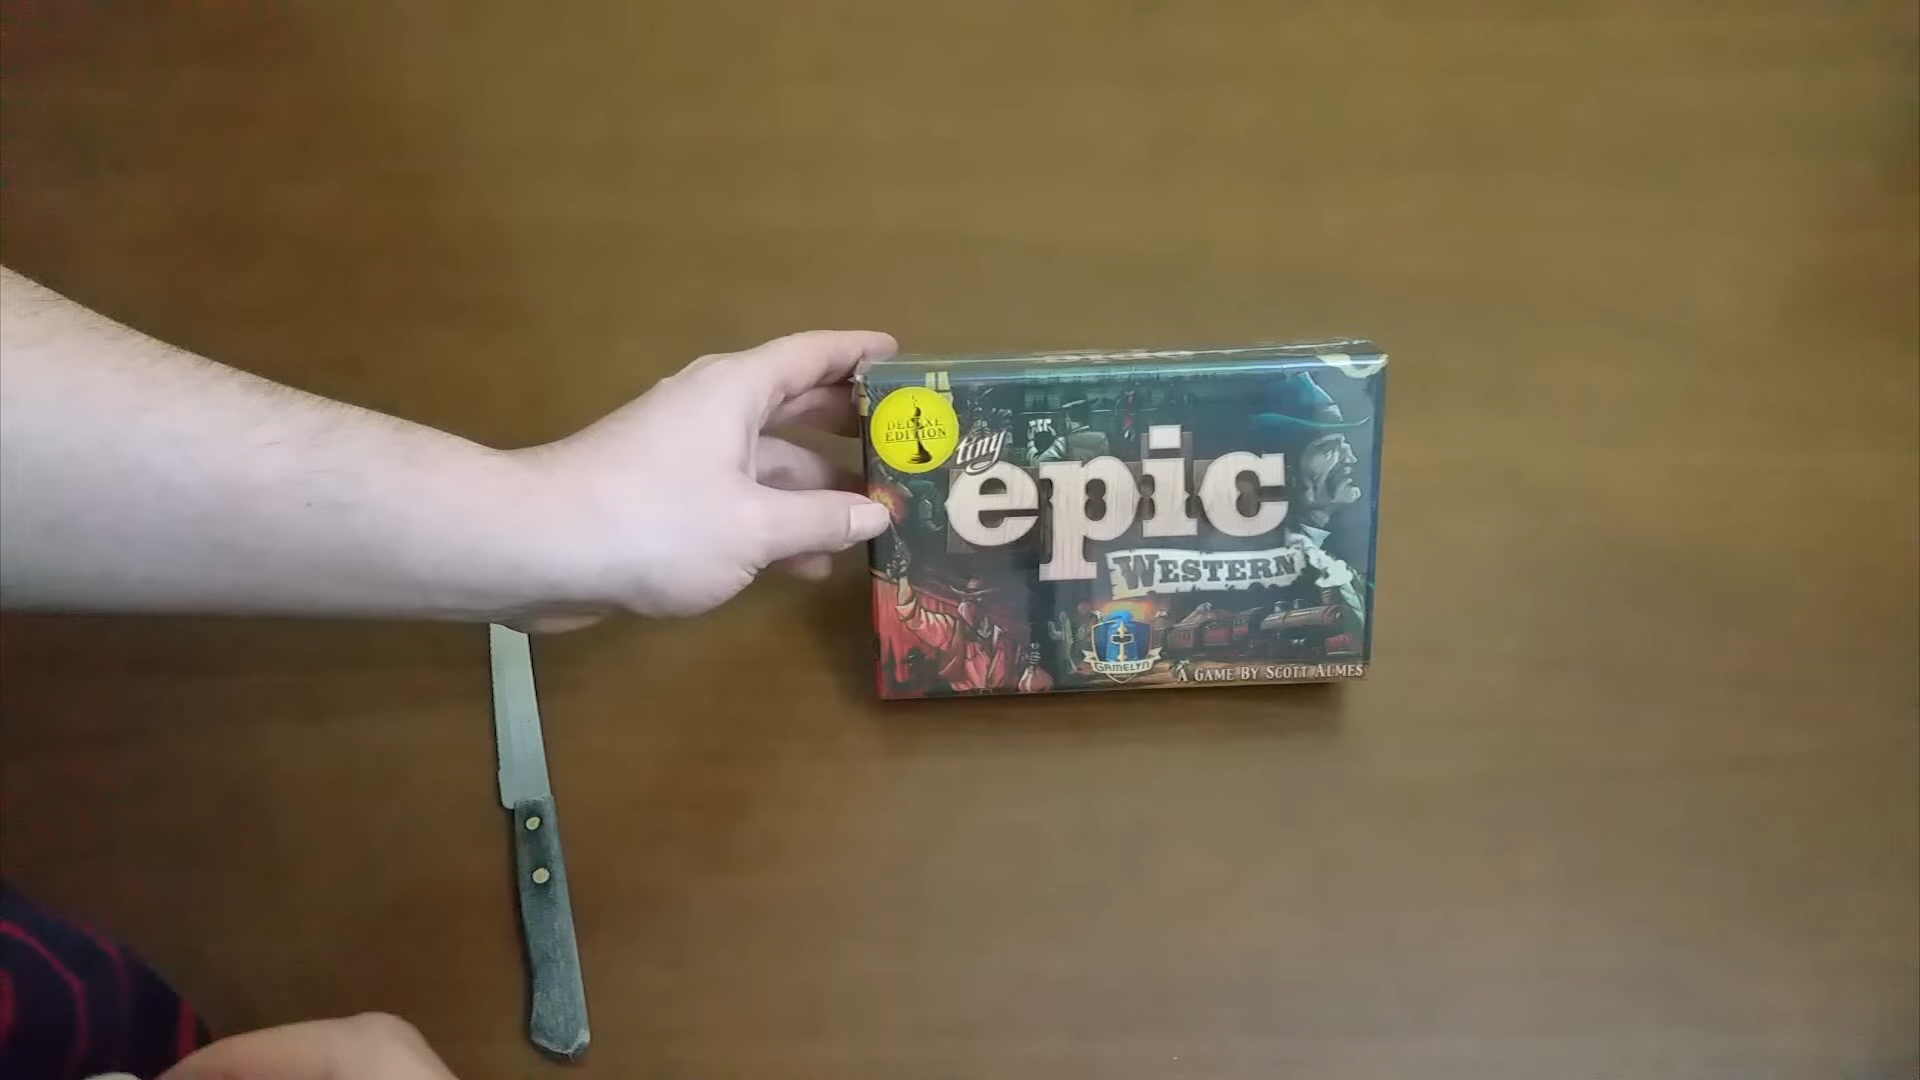 DELUXE
EDITION
tiny
epic
WESTERN
GAMELYN
A GAME BY SCOTT ALMES